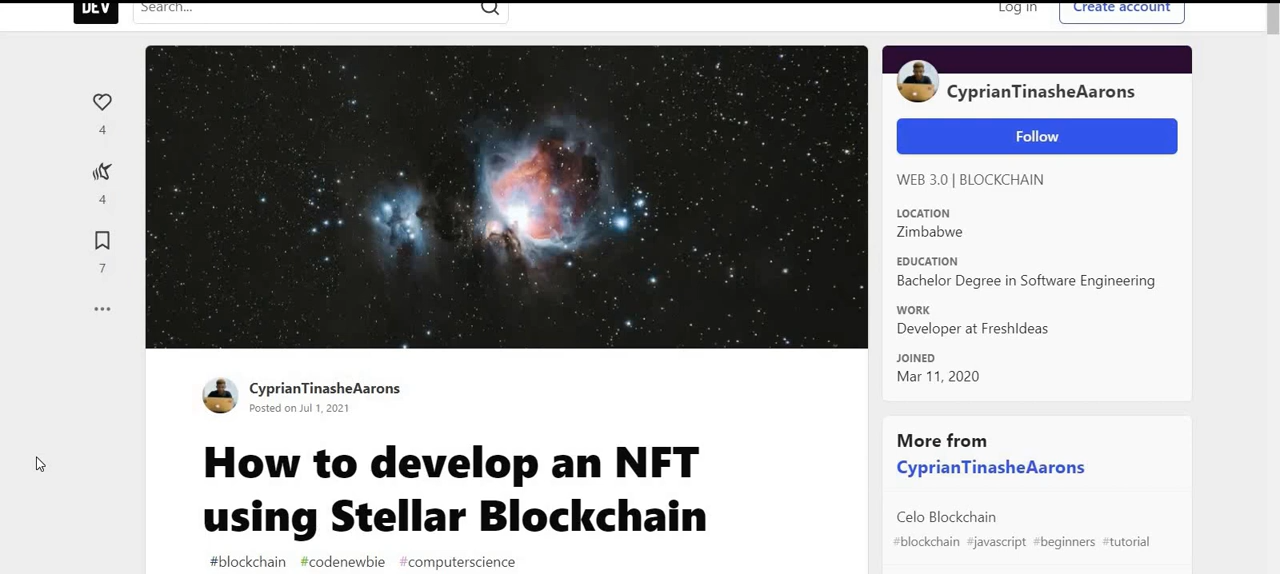 DEV
Search...
Log in
Create account
4
4
7
CyprianTinasheAarons
Follow
WEB 3.0 | BLOCKCHAIN
LOCATION
Zimbabwe
EDUCATION
Bachelor Degree in Software Engineering
WORK
Developer at FreshIdeas
JOINED
Mar 11, 2020
CyprianTinasheAarons
Posted on Jul 1, 2021
How to develop an NFT
using Stellar Blockchain
#blockchain #codenewbie #computerscience
More from
CyprianTinasheAarons
Celo Blockchain
#blockchain #javascript #beginners #tutorial